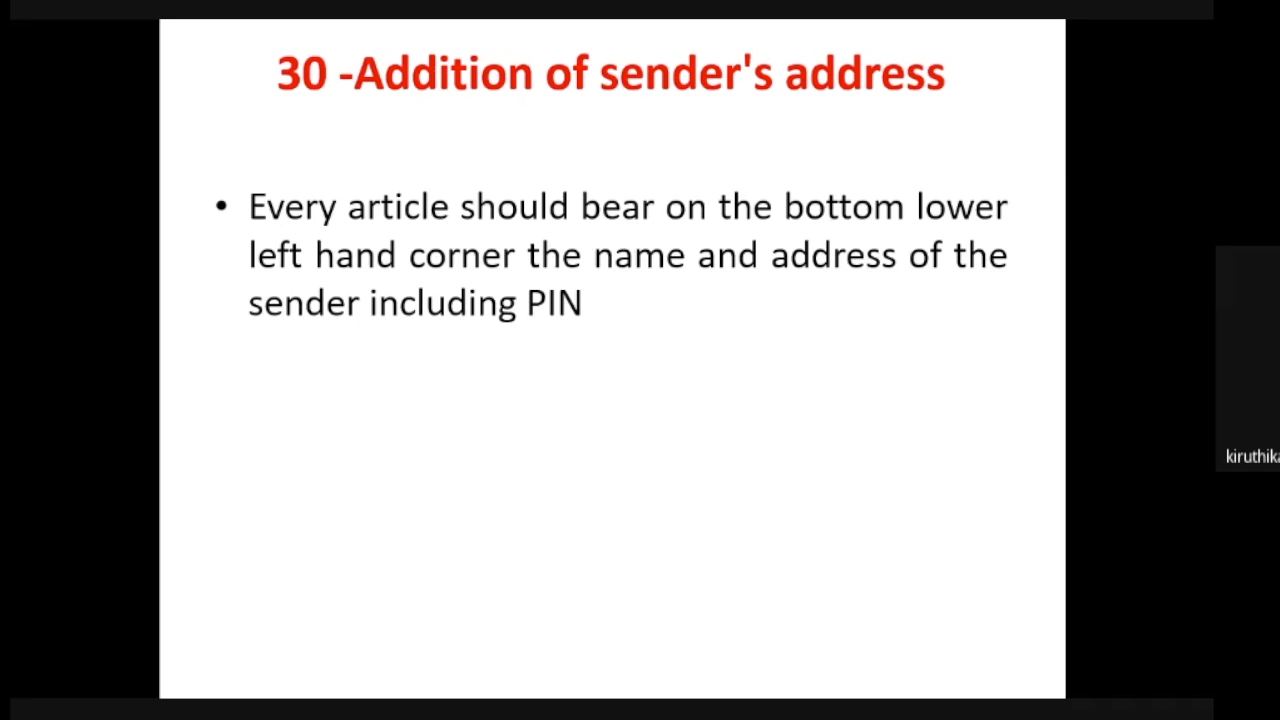 30 -Addition of sender's address
• Every article should bear on the bottom lower
left hand corner the name and address of the
sender including PIN
kiruthika